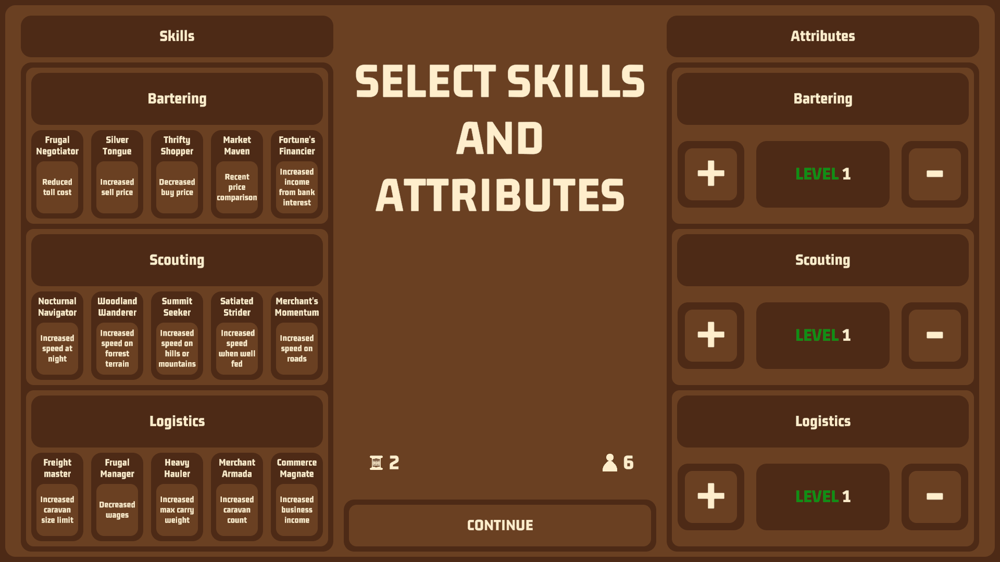 Skills
Bartering
Frugal
Negotiator
Reduced
toll cost
Silver
Tongue
Increased
sell price
Thrifty
Shopper
Decreased
buy price
Market
Maven
Recent
price
comparison
Fortune's
Financier
Increased
income
from bank
interest
Scouting
Nocturnal
Navigator
Increased
speed at
night
Woodland
Wanderer
Increased
speed on
forrest
terrain
Summit
Seeker
Increased
speed on
hills or
mountains
Satiated
Strider
Increased
speed
when well
fed
Merchant's
Momentum
Increased
speed on
roads
Logistics
Freight
master
Increased
caravan
size limit
Frugal
Manager
Decreased
wages
Heavy
Hauler
Increased
max carry
weight
Merchant
Armada
Increased
caravan
count
Commerce
Magnate
Increased
business
income
SELECT SKILLS
AND
ATTRIBUTES
2
6
CONTINUE
Attributes
Bartering
+ LEVEL 1 -
Scouting
+ LEVEL 1 -
Logistics
+ LEVEL 1 -